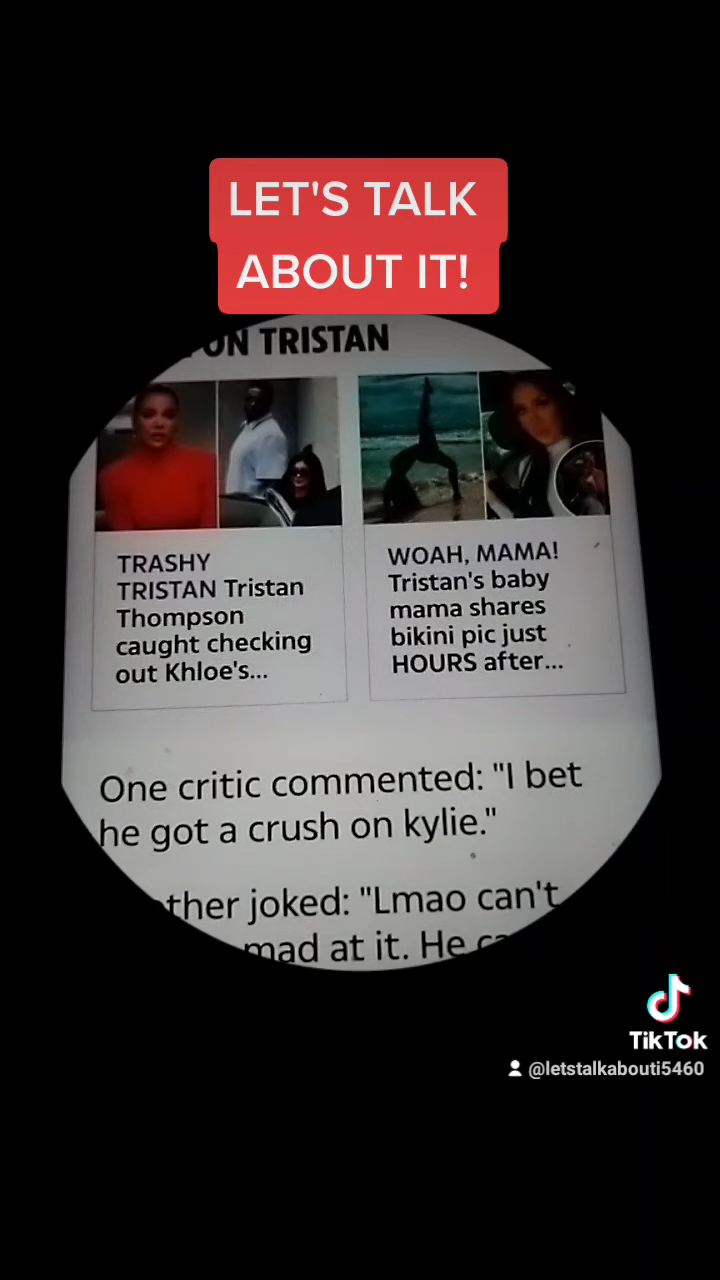 LET'S TALK
ABOUT IT!
ON TRISTAN
TRASHY
TRISTAN Tristan
Thompson
caught checking
out Khloe's...
WOAH, MAMA!
Tristan's baby
mama shares
bikini pic just
HOURS after...
One critic commented: "I bet
he got a crush on kylie."
joked: "Lmao can't
mad at it. He
TikTok
@letstalkabouti5460